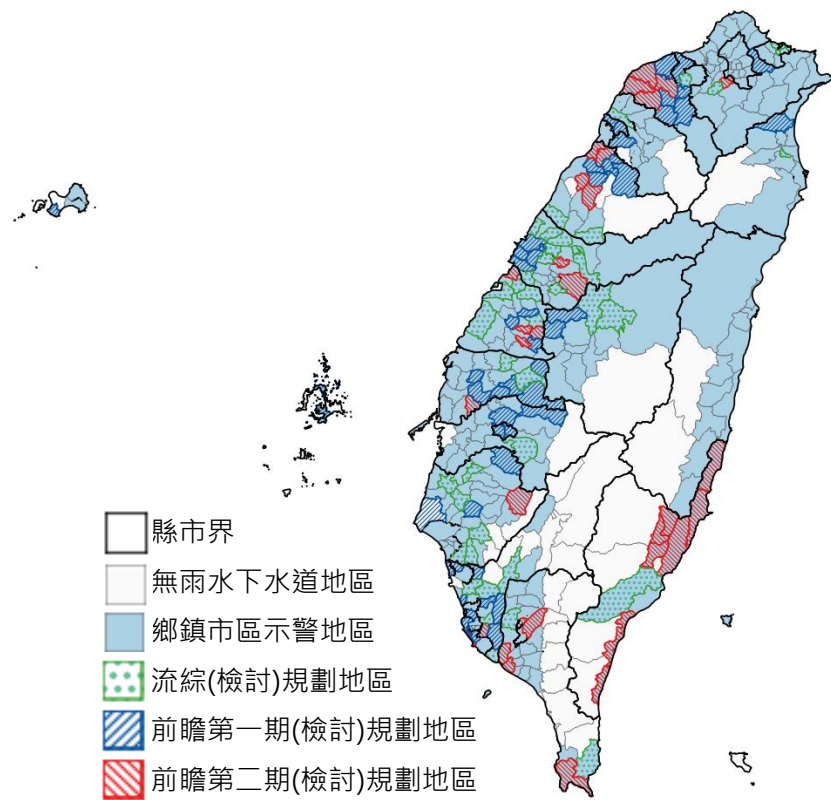 縣市界
無雨水下水道地區
鄉鎮市區示警地區
流綜(檢討)規劃地區
前瞻第一期(檢討)規劃地區
前瞻第二期(檢討)規劃地區